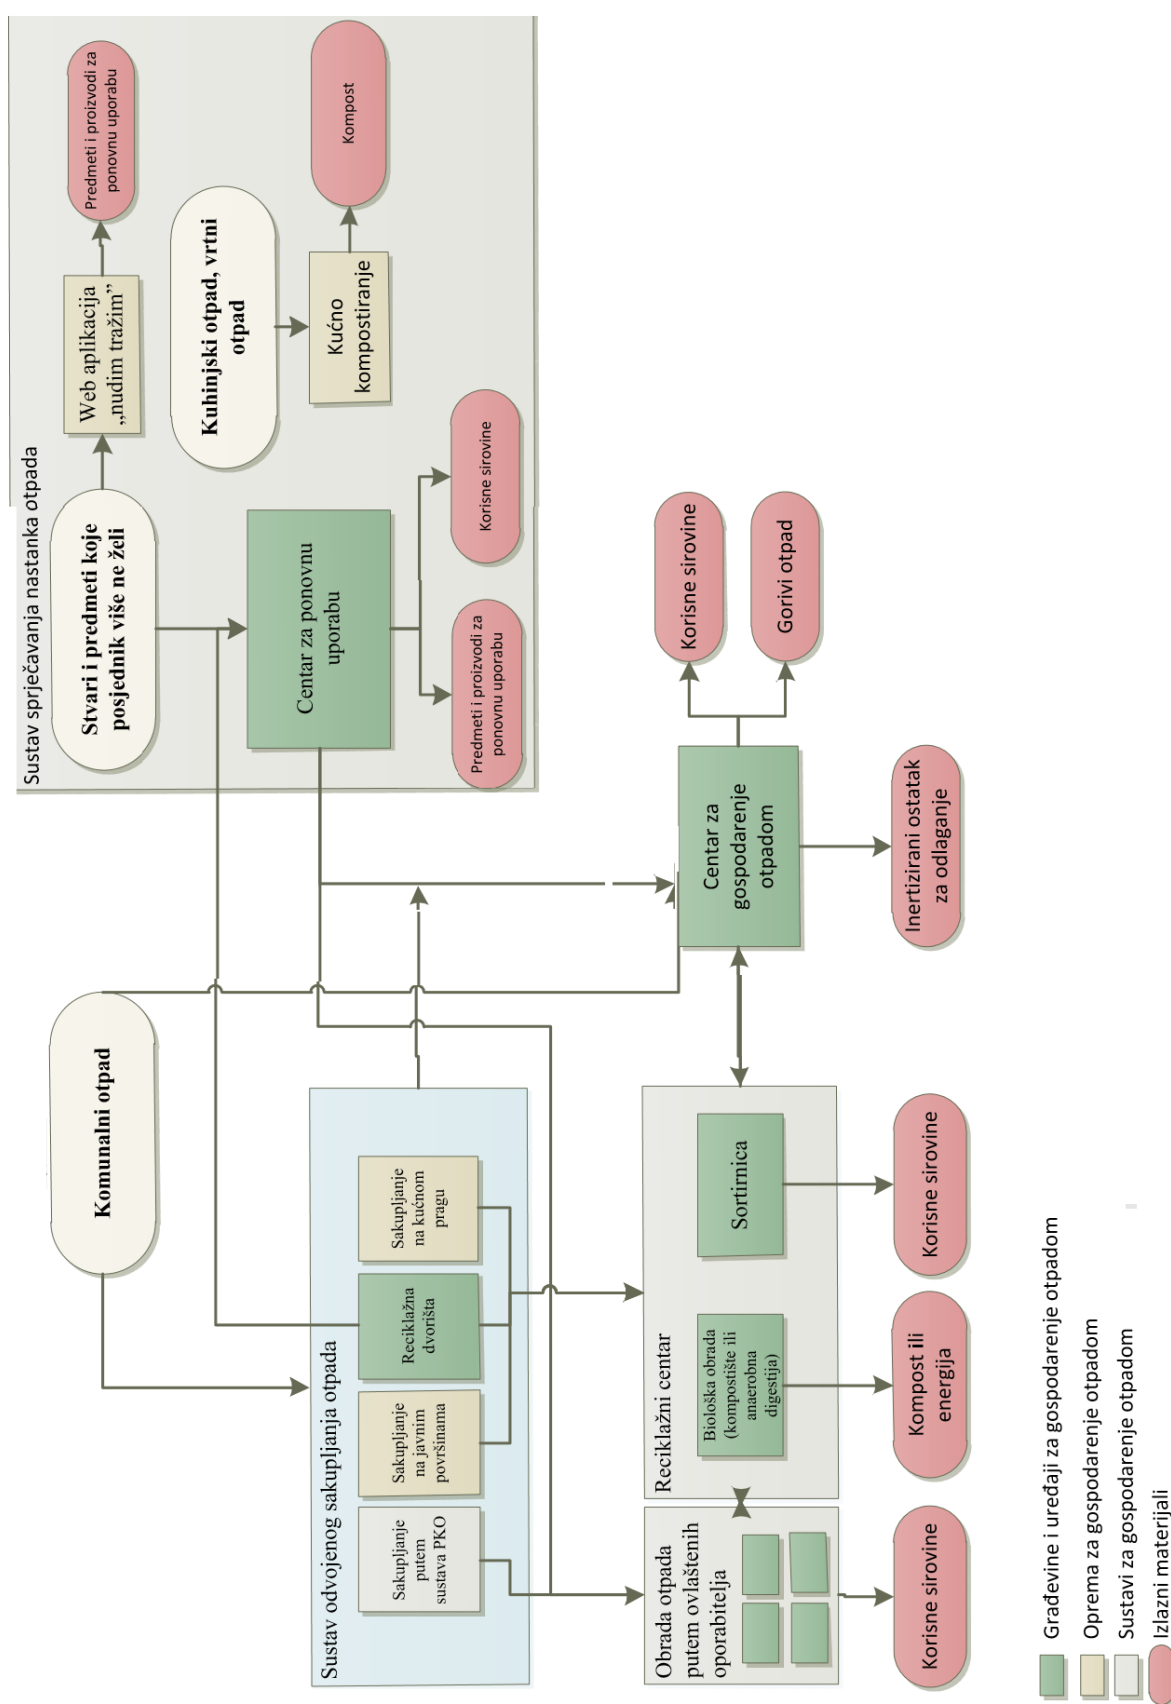 Komunalni otpad
Sustav sprječavanja nastanka otpada
Stvari i predmeti koje
posjednik više ne želi
Web aplikacija
„nudim tražim”
Predmeti i proizvodi za
ponovnu uporabu
Kuhinjski otpad, vrtni
otpad
Kućno
kompostiranje
Kompost
Centar za ponovnu
uporabu
Predmeti i proizvodi za
ponovnu uporabu
Korisne sirovine
Sustav odvojenog sakupljanja otpada
Sakupljanje
putem
sustava PKO
Sakupljanje
na javnim
površinama
Reciklažna
dvorišta
Sakupljanje
na kućnom
pragu
Obrada otpada
putem ovlaštenih
oporabitelja
Reciklažni centar
Biološka obrada
(kompostište ili
anaerobna
digestija)
Sortirnica
Centar za
gospodarenje
otpadom
Korisne sirovine
Gorivi otpad
Korisne sirovine
Kompost ili
energija
Korisne sirovine
Inertizirani ostatak
za odlaganje
Građevine i uređaji za gospodarenje otpadom
Oprema za gospodarenje otpadom
Sustavi za gospodarenje otpadom
Izlazni materijali